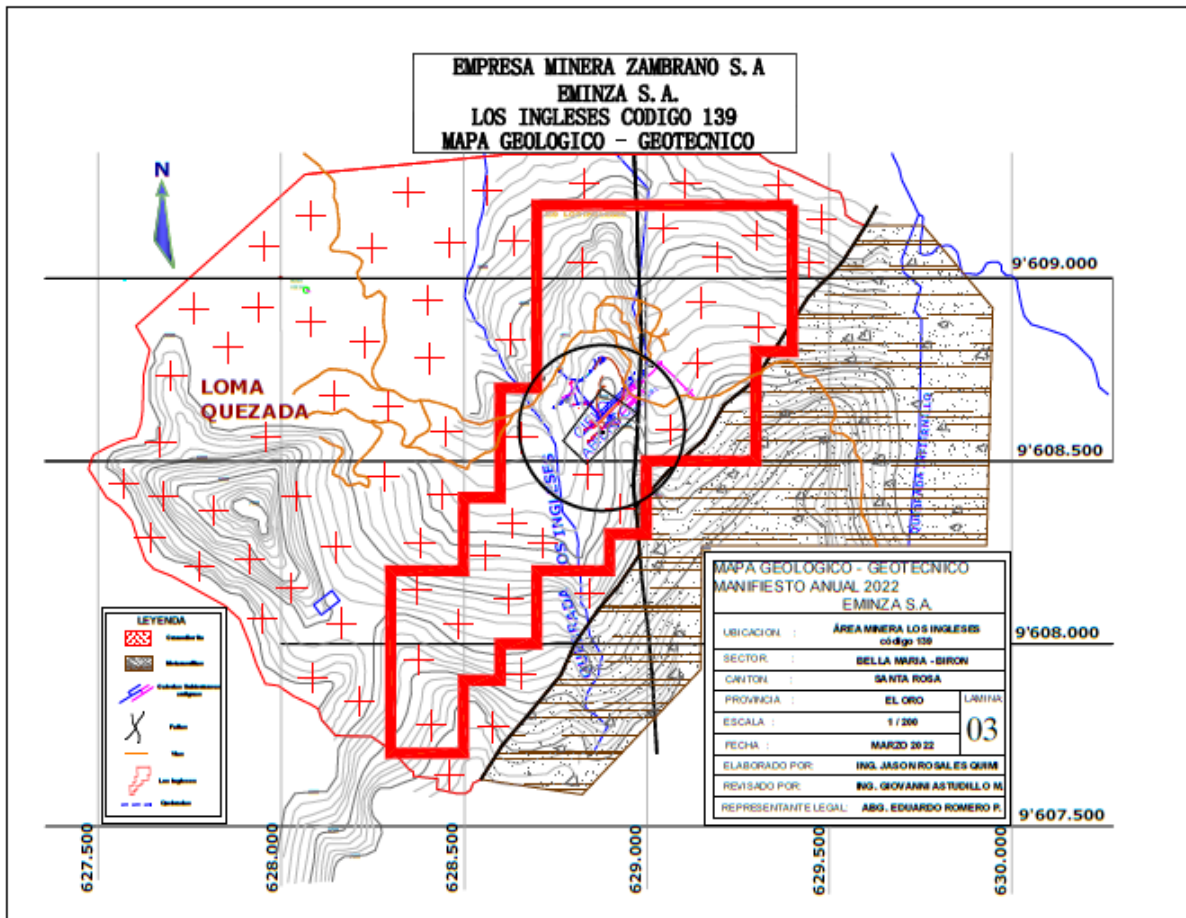 EMPRESA MINERA ZAMBRANO S.A
EMINZA S.A.
LOS INGLESES CODIGO 139
MAPA GEOLOGICO - GEOTECNICO
N
9'609.000
LOMA
QUEZADA
9'608.500
QUEBRADA LOS INGLESES
QUEBRADA INFIERNILLO
MAPA GEOLOGICO - GEOTECNICO
MANIFIESTO ANUAL 2022
EMINZA S.A.
UBICACION : ÁREA MINERA LOS INGLESES
código 139
SECTOR : BELLA MARIA - BIRON
CANTON : SANTA ROSA
PROVINCIA : EL ORO
LAMINA
03
ESCALA : 1 / 200
FECHA : MARZO 2022
ELABORADO POR: ING. JASON ROSALES QUIMI
REVISADO POR: ING. GIOVANNI ASTUDILLO M.
REPRESENTANTE LEGAL: ABG. EDUARDO ROMERO P.
9'608.000
LEYENDA
Fallas
Vias
Los Ingleses
Quebradas
9'607.500
627.500
628.000
628.500
629.000
629.500
630.000